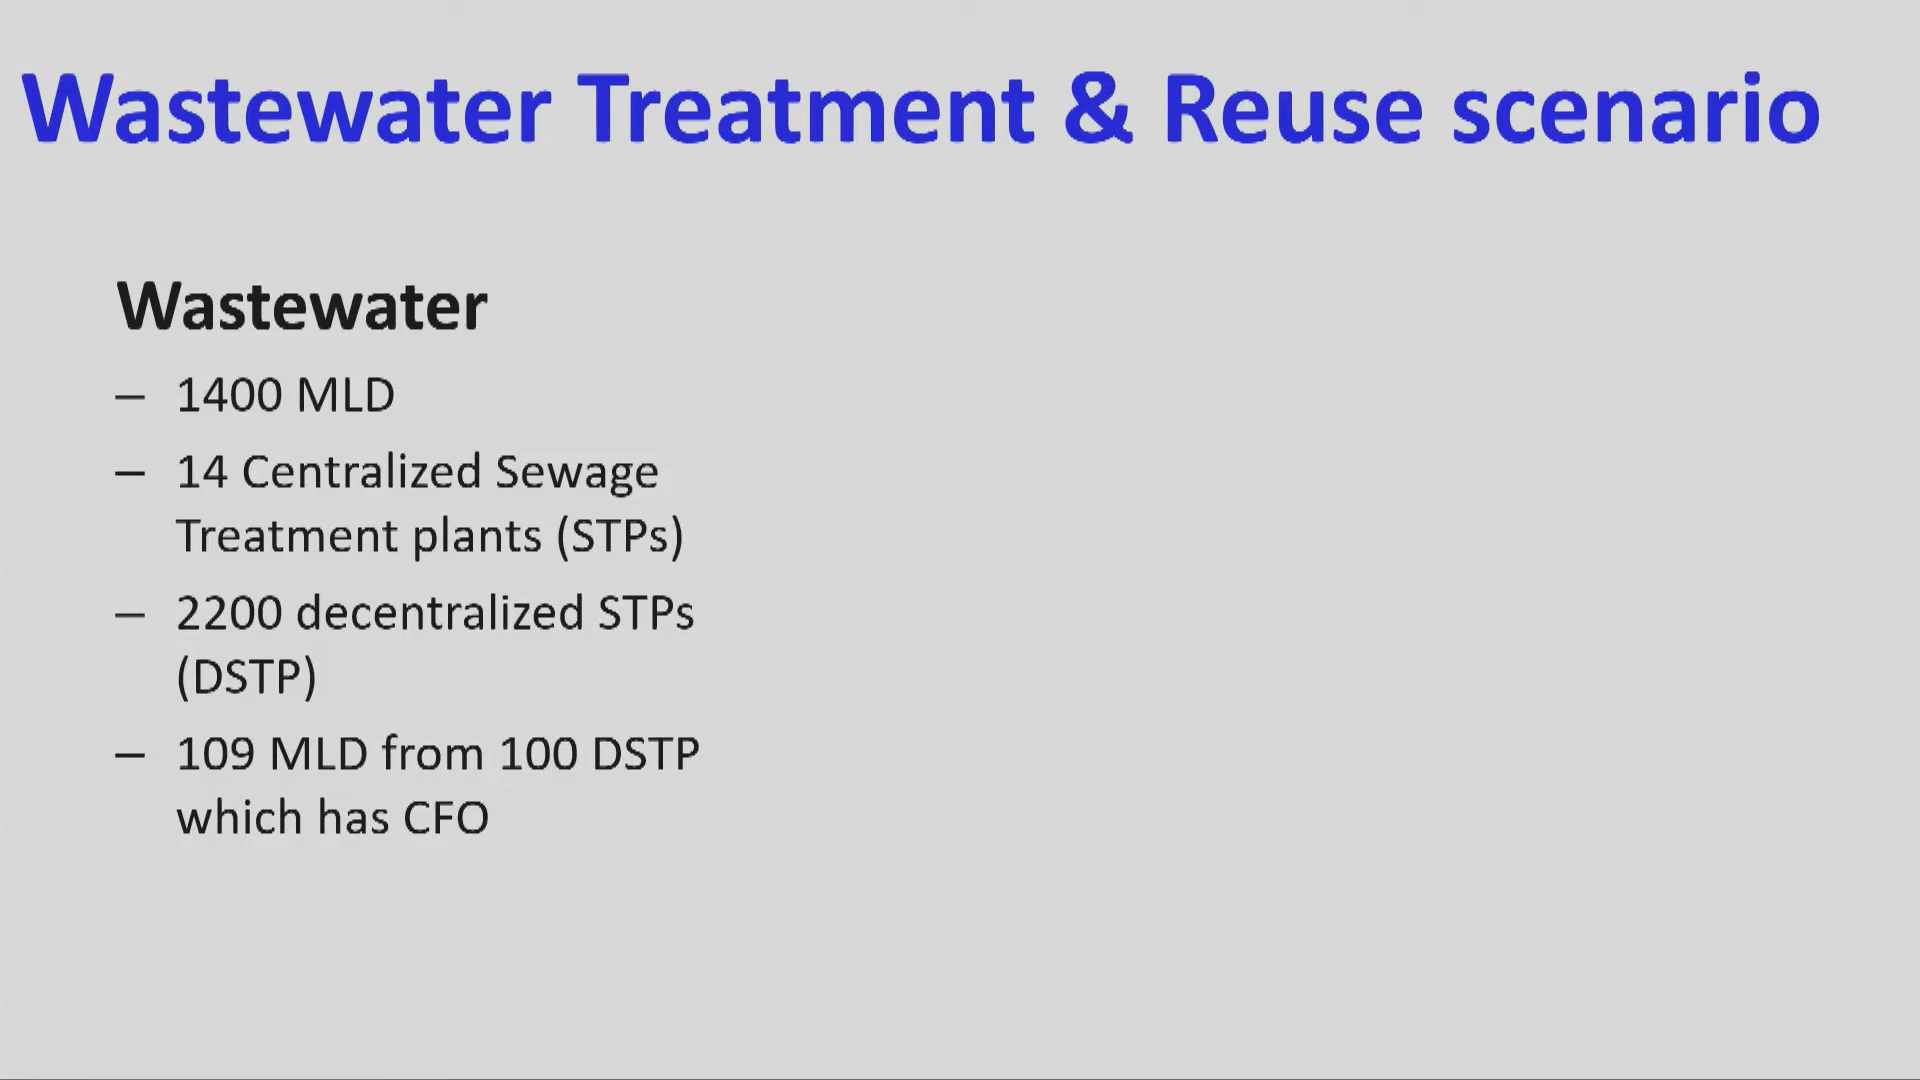 Wastewater Treatment & Reuse scenario
Wastewater
– 1400 MLD
– 14 Centralized Sewage
Treatment plants (STPs)
– 2200 decentralized STPs
(DSTP)
– 109 MLD from 100 DSTP
which has CFO